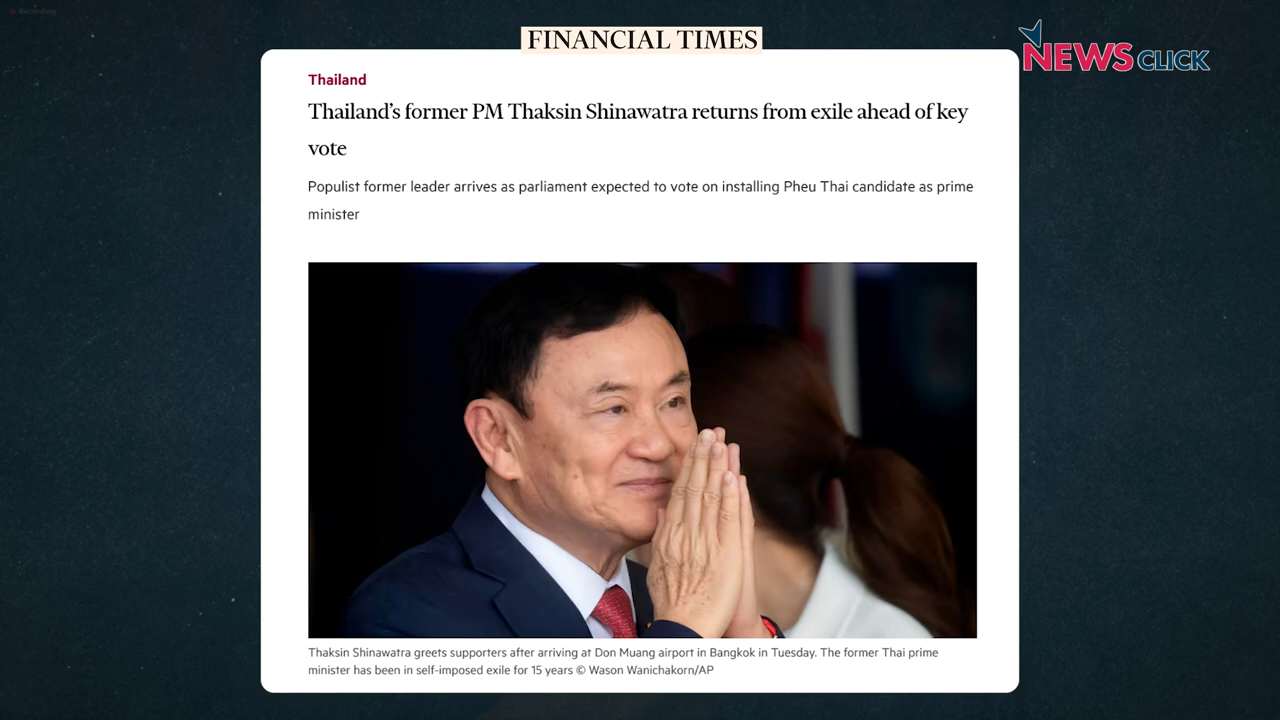 Recording
FINANCIAL TIMES
NEWSCLICK
Thailand
Thailand’s former PM Thaksin Shinawatra returns from exile ahead of key
vote
Populist former leader arrives as parliament expected to vote on installing Pheu Thai candidate as prime
minister
Thaksin Shinawatra greets supporters after arriving at Don Muang airport in Bangkok in Tuesday. The former Thai prime
minister has been in self-imposed exile for 15 years © Wason Wanichakorn/AP